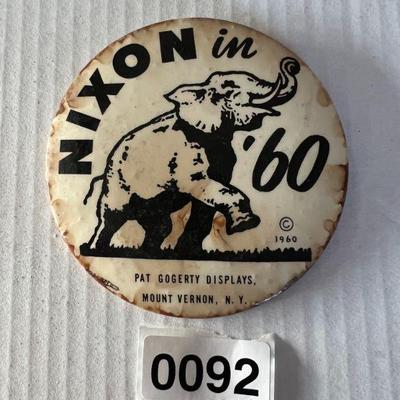 NIXON in
'60
© 1960
PAT GOGERTY DISPLAYS,
MOUNT VERNON, N. Y.
0092